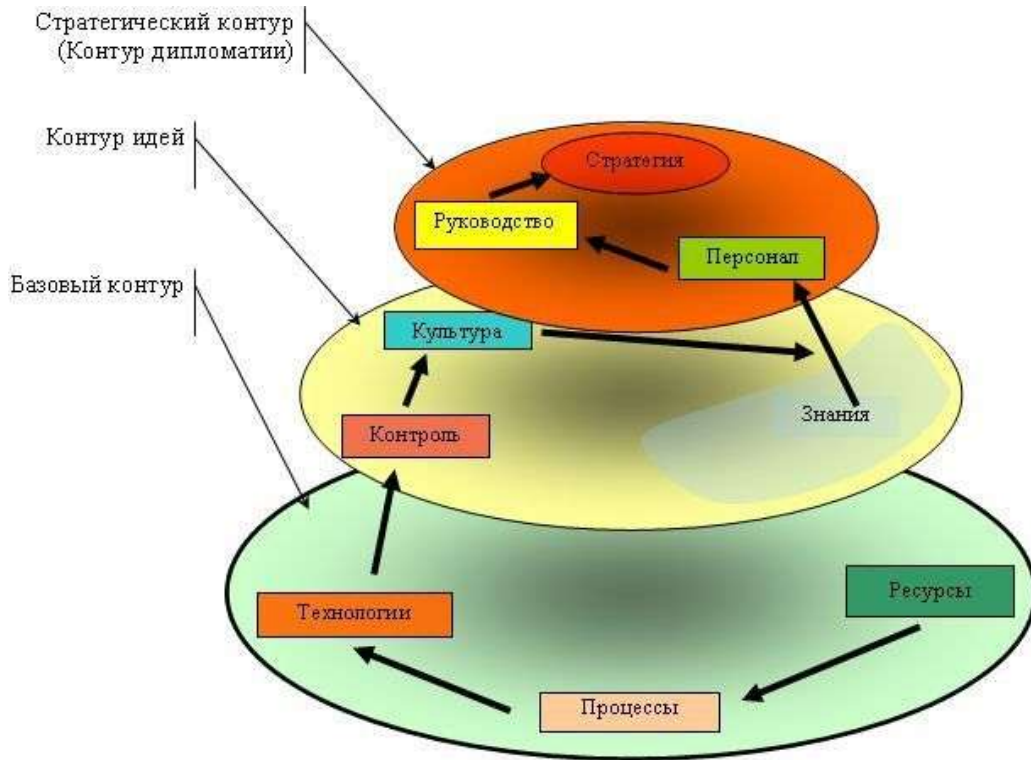 Стратегический контур
(Контур дипломатии)
Контур идей
Базовый контур
Стратегия
Руководство
Персонал
Культура
Знания
Контроль
Ресурсы
Технологии
Процессы